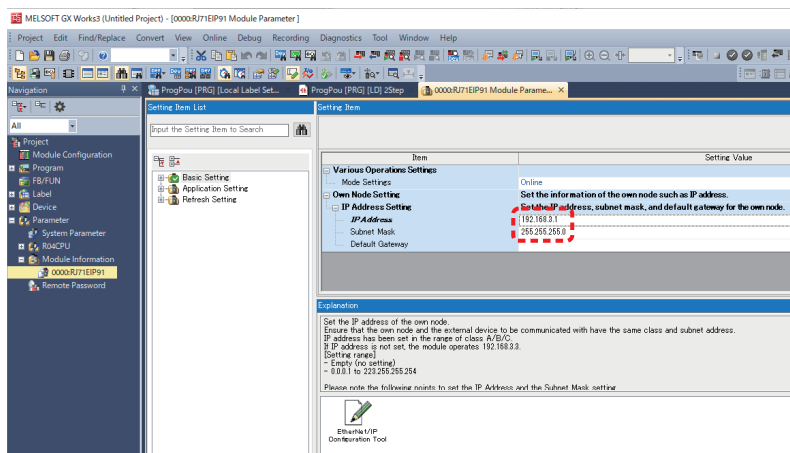 MELSOFT GX Works3 (Untitled Project) - [0000:RJ71EIP91 Module Parameter ]
Project Edit Find/Replace Convert View Online Debug Recording Diagnostics Tool Window Help
Navigation
ProgPou [PRG] [Local Label Set...
ProgPou [PRG] [LD] 2Step
0000:RJ71EIP91 Module Parame...
All
Project
Module Configuration
Program
FB/FUN
Label
Device
Parameter
System Parameter
R04CPU
Module Information
0000:RJ71EIP91
Remote Password
Setting Item List
Input the Setting Item to Search
Basic Setting
Application Setting
Refresh Setting
Setting Item
Item Setting Value
Various Operations Settings
Mode Settings Online
Own Node Setting Set the information of the own node such as IP address.
IP Address Setting Set the IP address, subnet mask, and default gateway for the own node.
IP Address 192.168.3.1
Subnet Mask 255.255.255.0
Default Gateway
Explanation
Set the IP address of the own node.
Ensure that the own node and the external device to be communicated with have the same class and subnet address.
IP address has been set in the range of class A/B/C.
If IP address is not set, the module operates 192.168.3.3.
[Setting range]
- Empty (no setting)
- 0.0.0.1 to 223.255.255.254
Please note the following points to set the IP Address and the Subnet Mask setting
EtherNet/IP
Configuration Tool